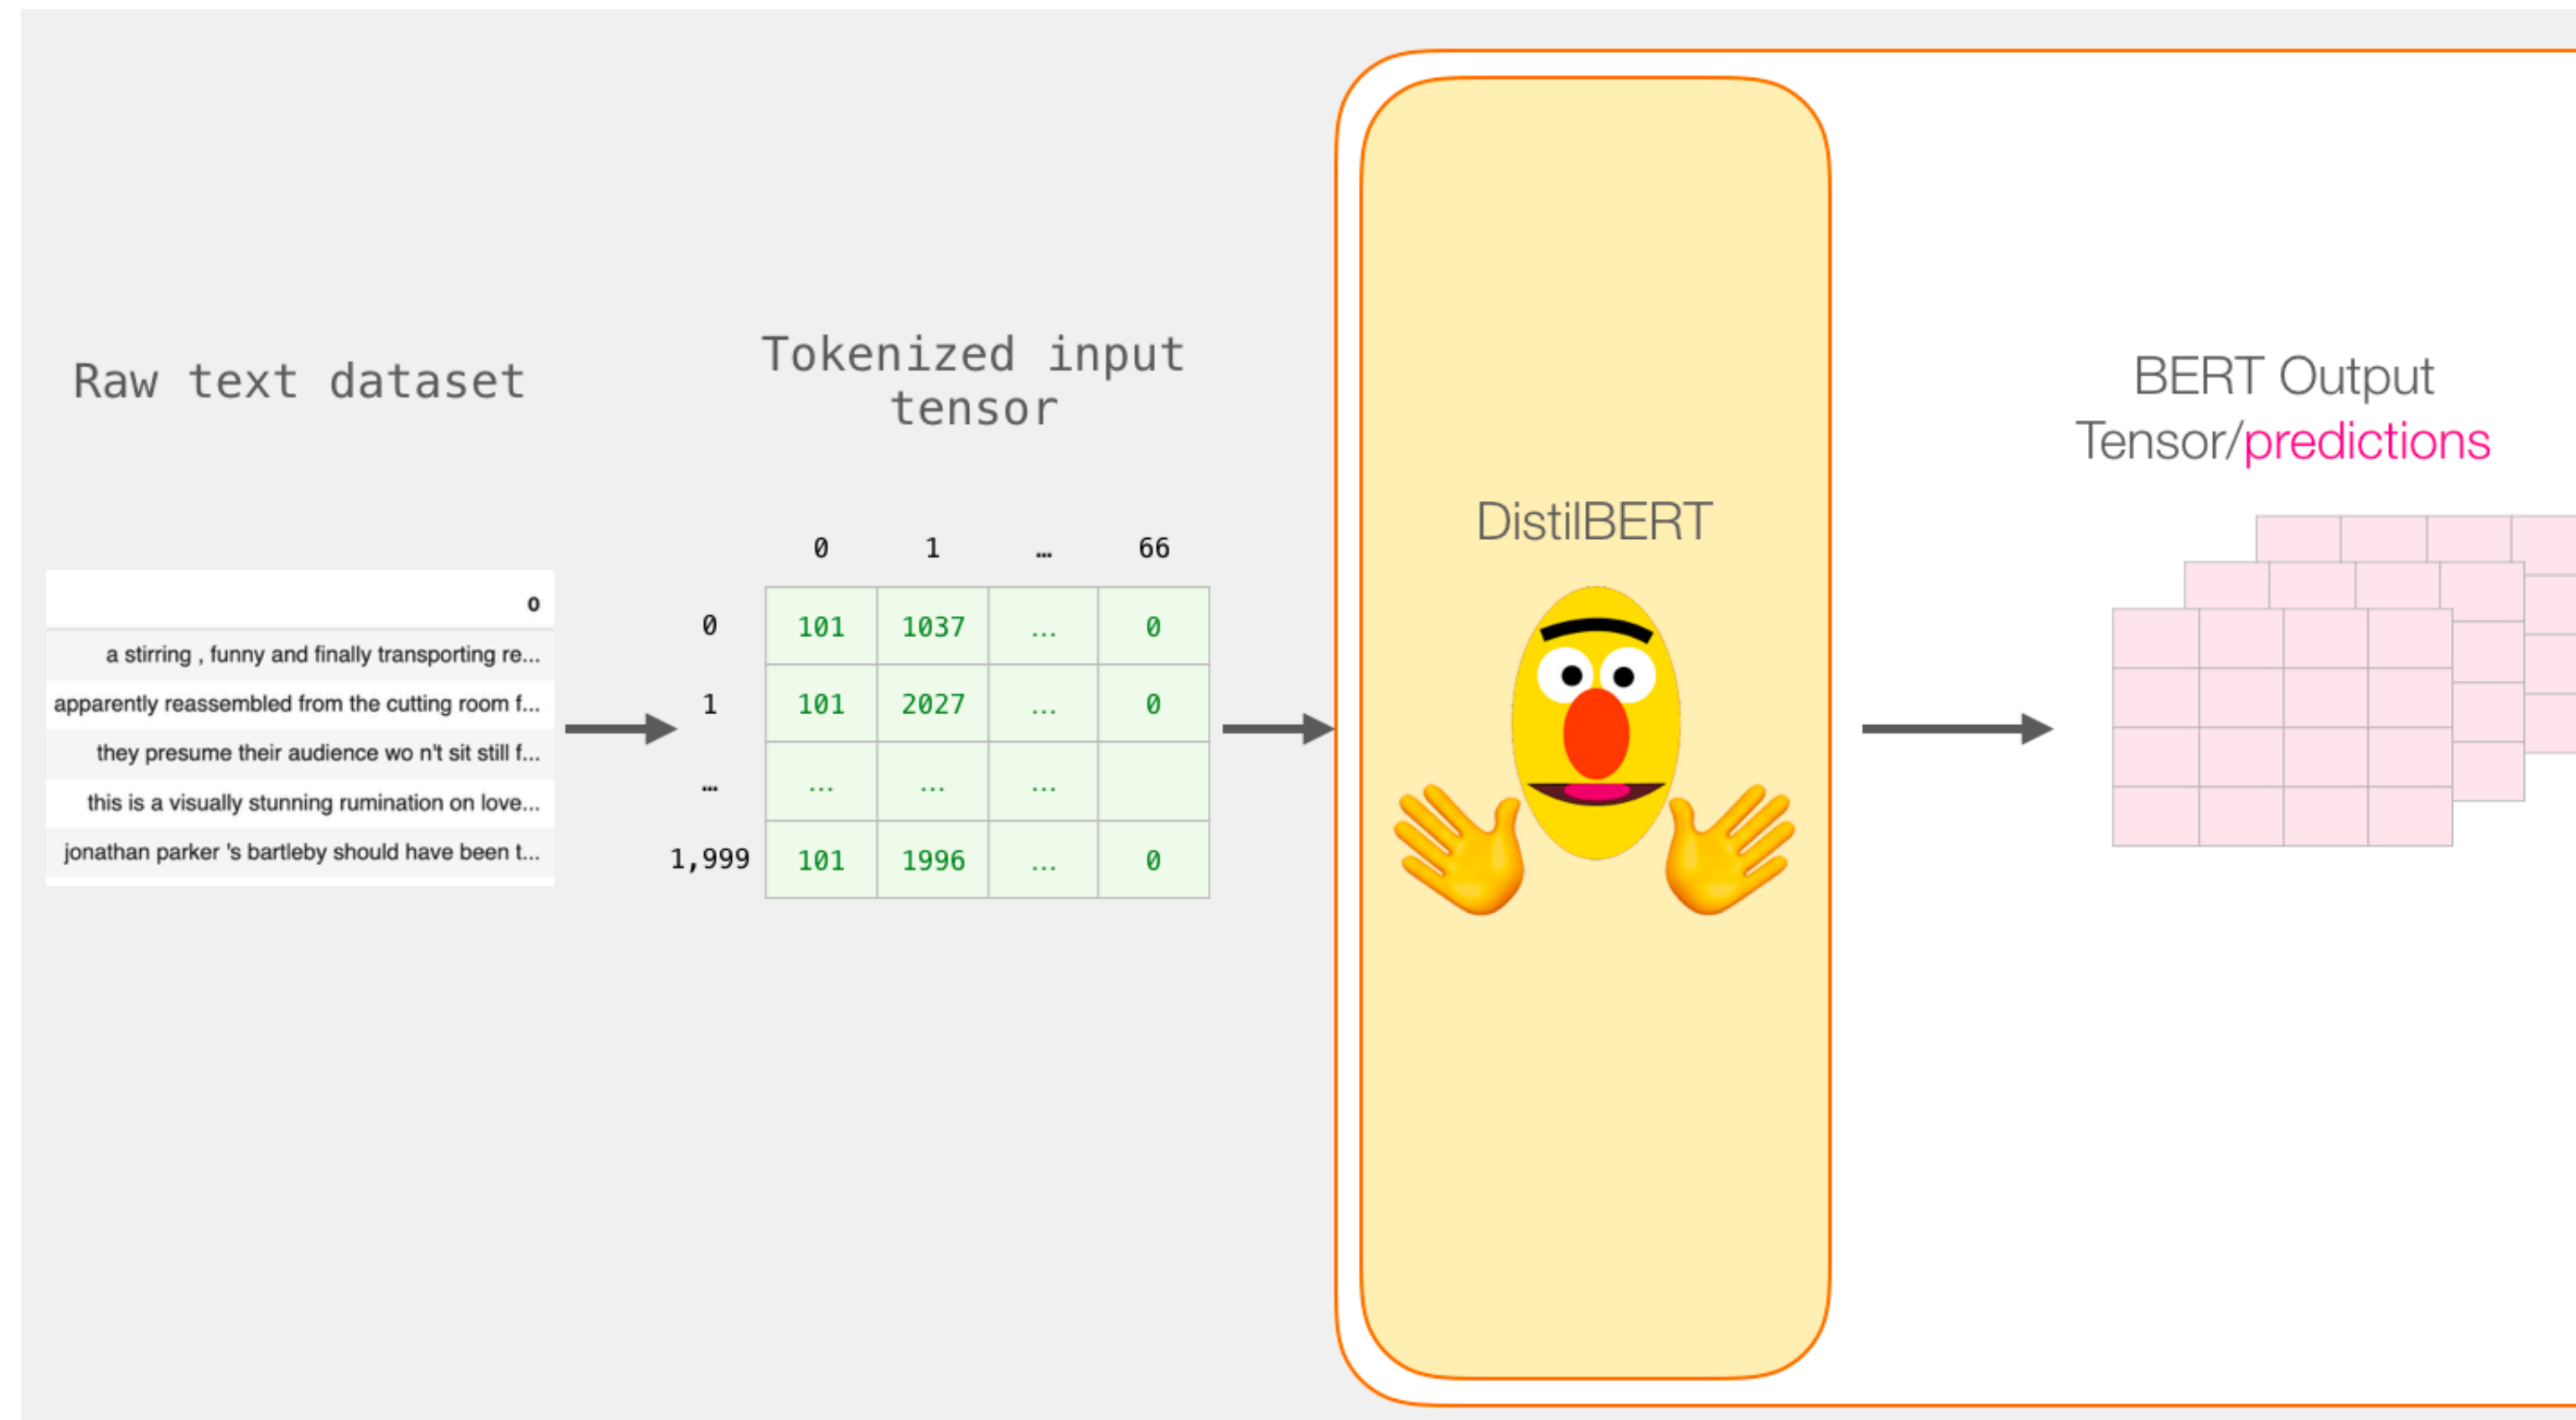 Raw text dataset
0
a stirring , funny and finally transporting re...
apparently reassembled from the cutting room f...
they presume their audience wo n't sit still f...
this is a visually stunning rumination on love...
jonathan parker 's bartleby should have been t...
Tokenized input
tensor
0 1 … 66
0 101 1037 ... 0
1 101 2027 ... 0
… ... ... ...
1,999 101 1996 ... 0
DistilBERT
BERT Output
Tensor/predictions